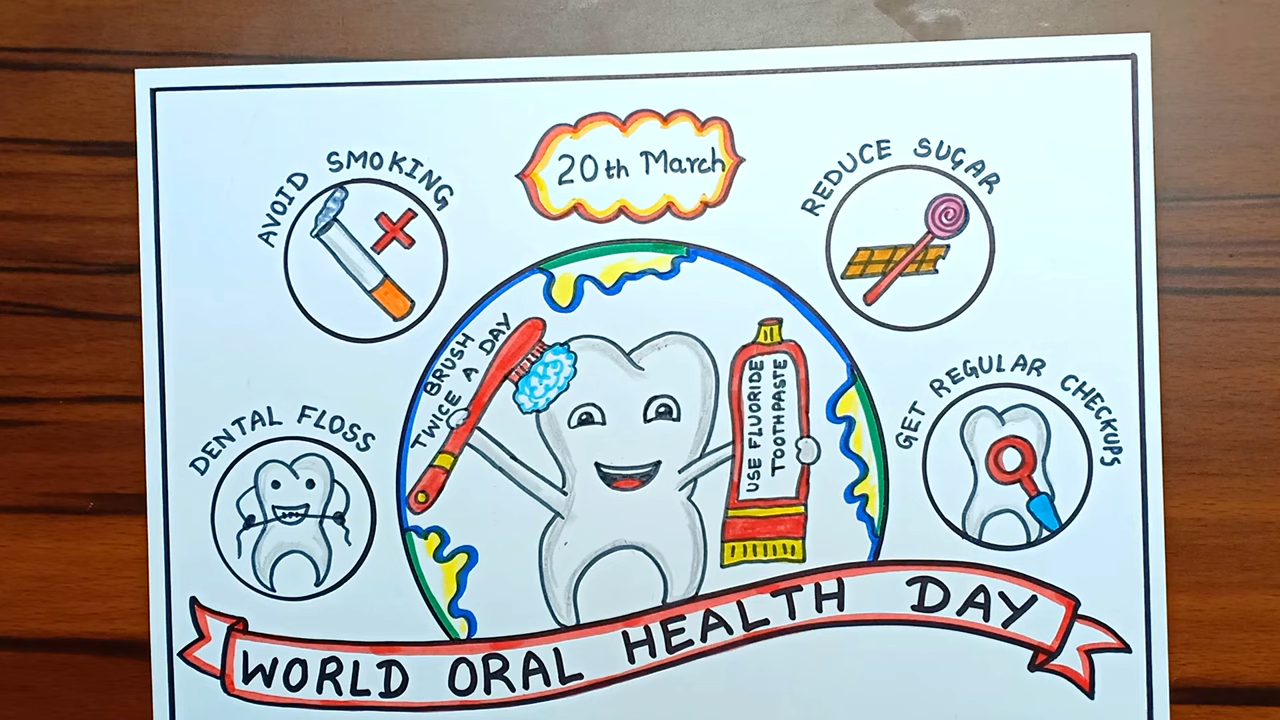 20th March
AVOID SMOKING
REDUCE SUGAR
BRUSH
TWICE A DAY
USE FLUORIDE
TOOTHPASTE
DENTAL FLOSS
GET REGULAR CHECKUPS
WORLD ORAL HEALTH DAY